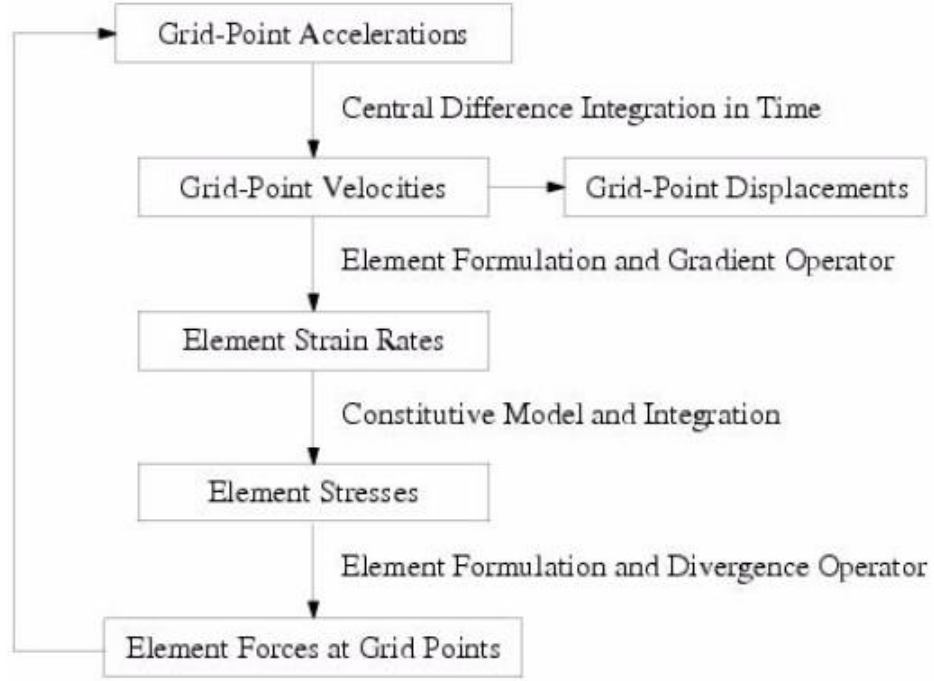 Grid-Point Accelerations
Central Difference Integration in Time
Grid-Point Velocities
Grid-Point Displacements
Element Formulation and Gradient Operator
Element Strain Rates
Constitutive Model and Integration
Element Stresses
Element Formulation and Divergence Operator
Element Forces at Grid Points